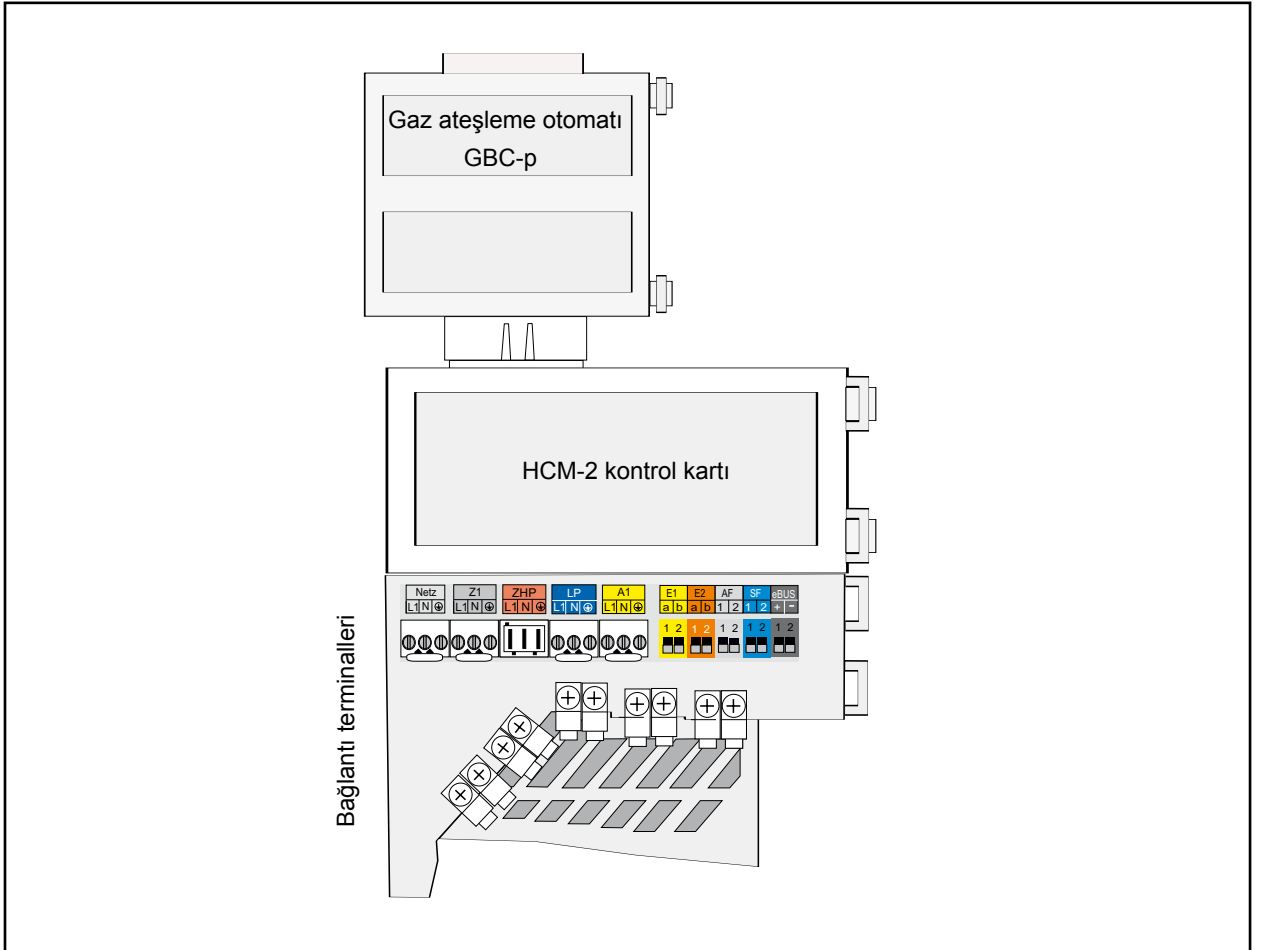 Gaz ateşleme otomatı
GBC-p
HCM-2 kontrol kartı
Netz Z1 ZHP LP A1 E1 E2 AF SF eBUS
L1 N L1 N L1 N L1 N L1 N a b a b 1 2 1 2 + -
1 2 1 2 1 2 1 2 1 2
Bağlantı terminalleri